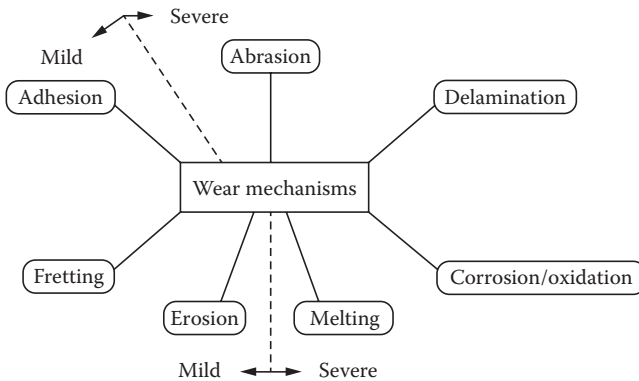 Severe
Mild
Abrasion
Adhesion
Delamination
Wear mechanisms
Fretting
Corrosion/oxidation
Erosion
Melting
Mild
Severe